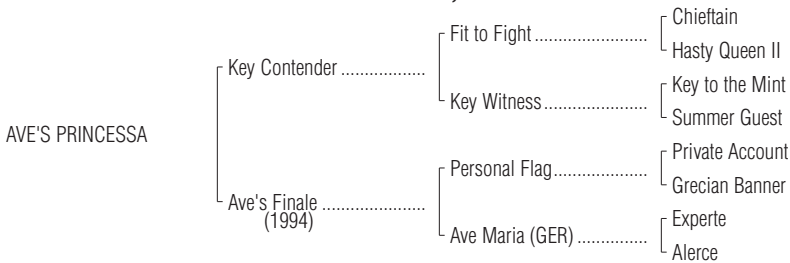 Chieftain
Fit to Fight ......................
Hasty Queen II
Key Contender ..................
Key to the Mint
Key Witness......................
Summer Guest
AVE'S PRINCESSA
Private Account
Personal Flag....................
Grecian Banner
Ave's Finale ......................
(1994)
Experte
Ave Maria (GER) ...............
Alerce